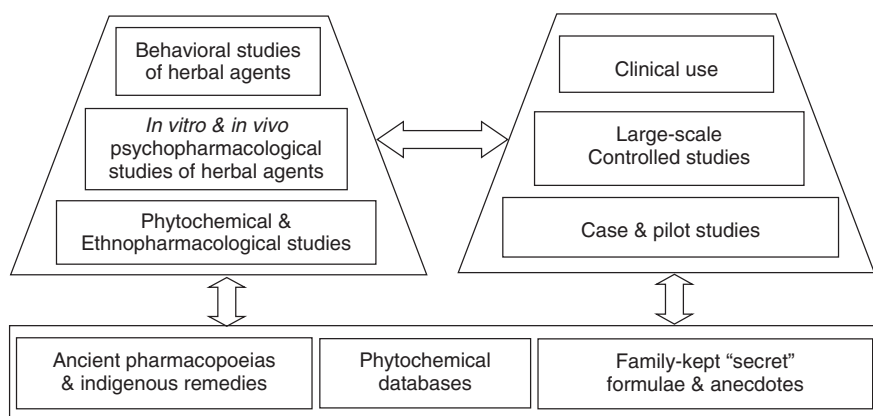 Behavioral studies
of herbal agents
In vitro & in vivo
psychopharmacological
studies of herbal agents
Phytochemical &
Ethnopharmacological studies
Clinical use
Large-scale
Controlled studies
Case & pilot studies
Ancient pharmacopoeias
& indigenous remedies
Phytochemical
databases
Family-kept “secret”
formulae & anecdotes